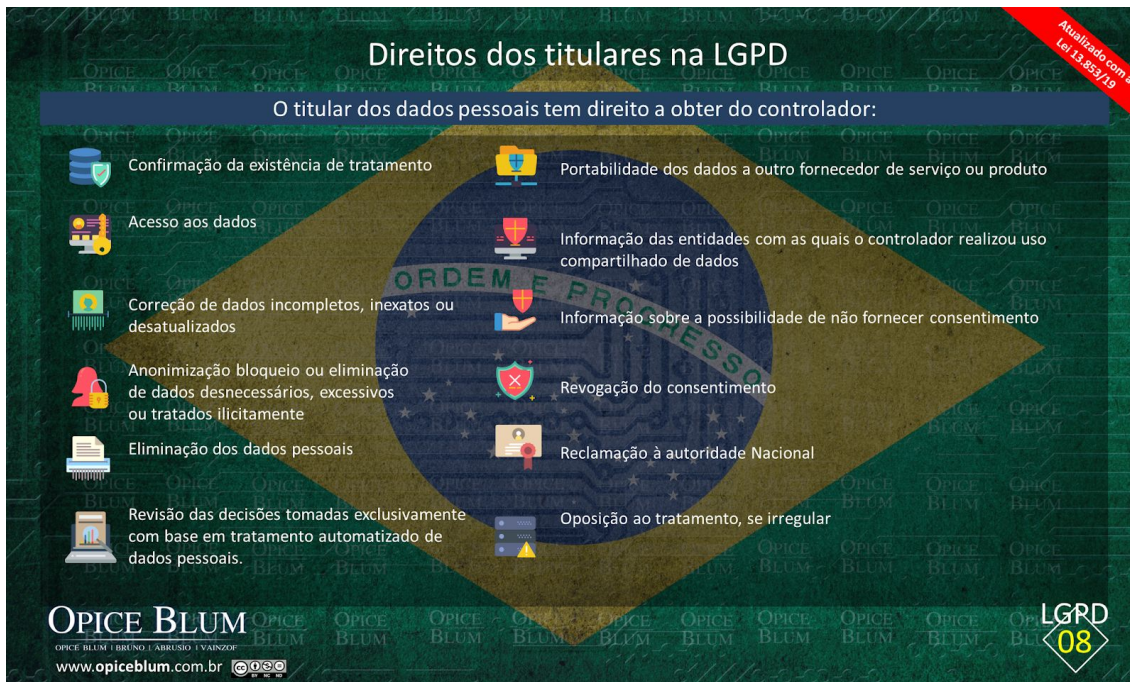 Direitos dos titulares na LGPD
Atualizado com a
Lei 13.853/19
O titular dos dados pessoais tem direito a obter do controlador:
Confirmação da existência de tratamento
Acesso aos dados
Correção de dados incompletos, inexatos ou
desatualizados
Anonimização bloqueio ou eliminação
de dados desnecessários, excessivos
ou tratados ilicitamente
Eliminação dos dados pessoais
Revisão das decisões tomadas exclusivamente
com base em tratamento automatizado de
dados pessoais.
Portabilidade dos dados a outro fornecedor de serviço ou produto
Informação das entidades com as quais o controlador realizou uso
compartilhado de dados
Informação sobre a possibilidade de não fornecer consentimento
Revogação do consentimento
Reclamação à autoridade Nacional
Oposição ao tratamento, se irregular
ORDEM E PROGRESSO
OPICE BLUM
OPICE BLUM | BRUNO | ABRUSIO | VAINZOF
www.opiceblum.com.br
BY NC ND
LGPD
08